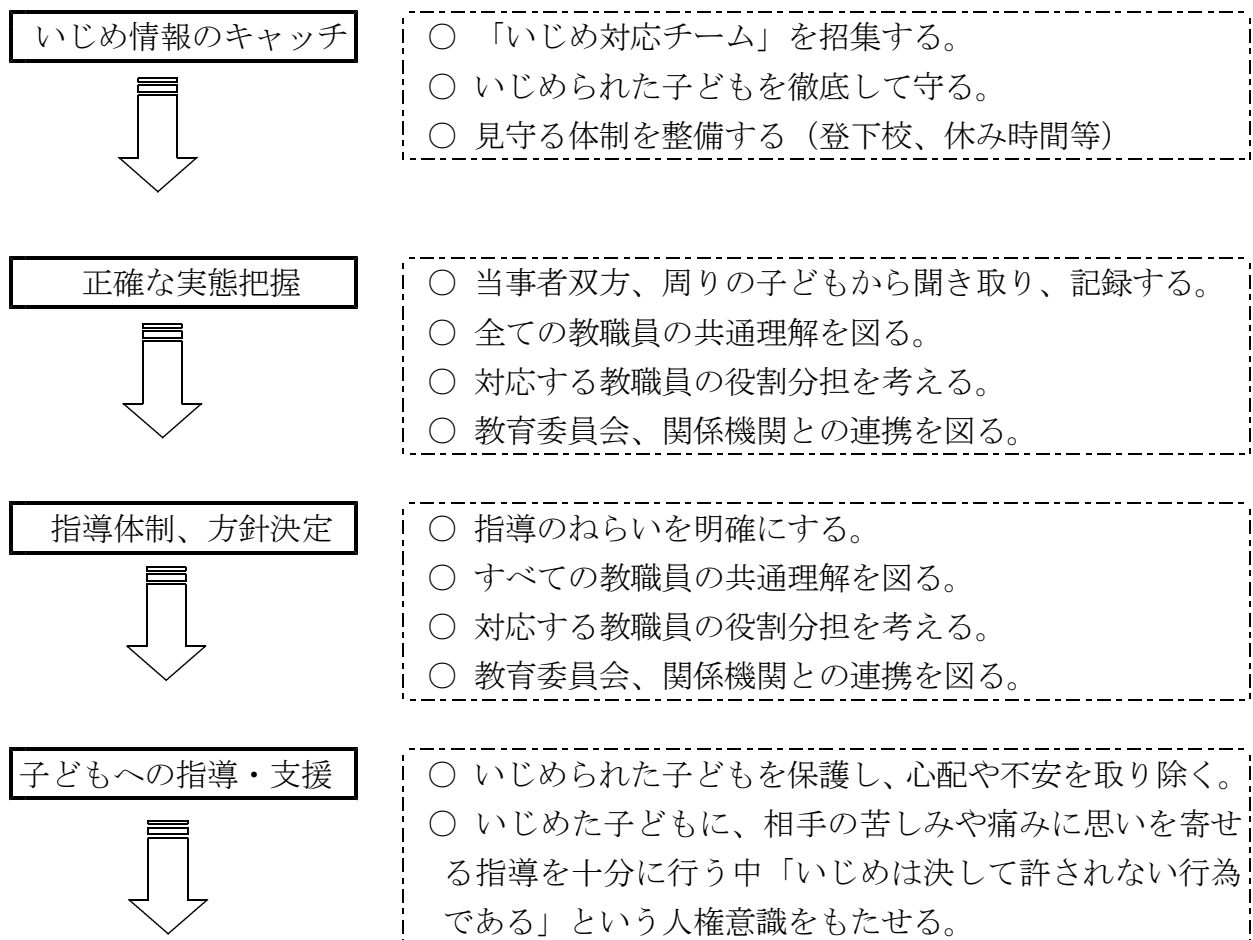 いじめ情報のキャッチ
○ 「いじめ対応チーム」を招集する。
○ いじめられた子どもを徹底して守る。
○ 見守る体制を整備する（登下校、休み時間等）
正確な実態把握
○ 当事者双方、周りの子どもから聞き取り、記録する。
○ 全ての教職員の共通理解を図る。
○ 対応する教職員の役割分担を考える。
○ 教育委員会、関係機関との連携を図る。
指導体制、方針決定
○ 指導のねらいを明確にする。
○ すべての教職員の共通理解を図る。
○ 対応する教職員の役割分担を考える。
○ 教育委員会、関係機関との連携を図る。
子どもへの指導・支援
○ いじめられた子どもを保護し、心配や不安を取り除く。
○ いじめた子どもに、相手の苦しみや痛みに思いを寄せ
る指導を十分に行う中「いじめは決して許されない行為
である」という人権意識をもたせる。